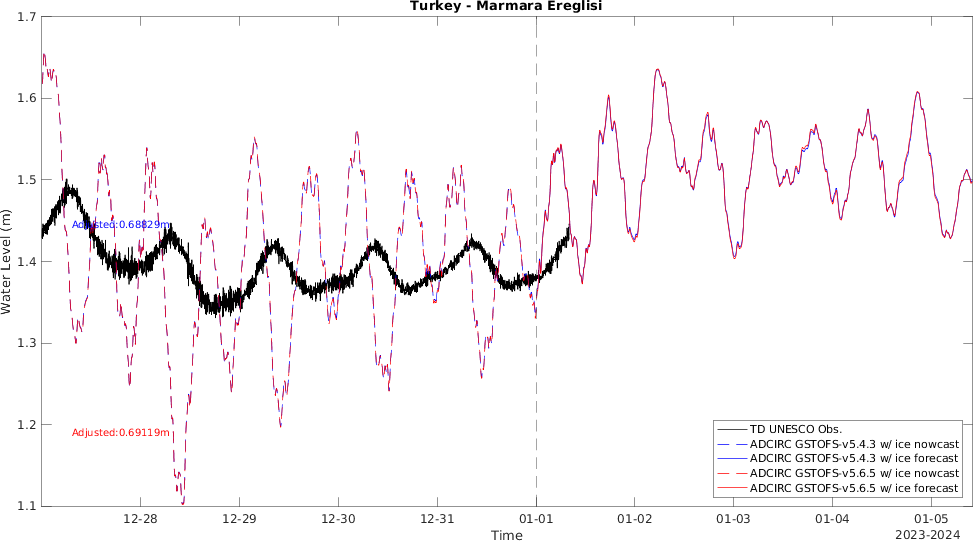 Turkey - Marmara Ereglisi
1.7
1.6
1.5
1.4
1.3
1.2
1.1
Water Level (m)
Adjusted:0.68829m
Adjusted:0.69119m
TD UNESCO Obs.
ADCIRC GSTOFS-v5.4.3 w/ ice nowcast
ADCIRC GSTOFS-v5.4.3 w/ ice forecast
ADCIRC GSTOFS-v5.6.5 w/ ice nowcast
ADCIRC GSTOFS-v5.6.5 w/ ice forecast
12-28 12-29 12-30 12-31 01-01 01-02 01-03 01-04 01-05
Time
2023-2024